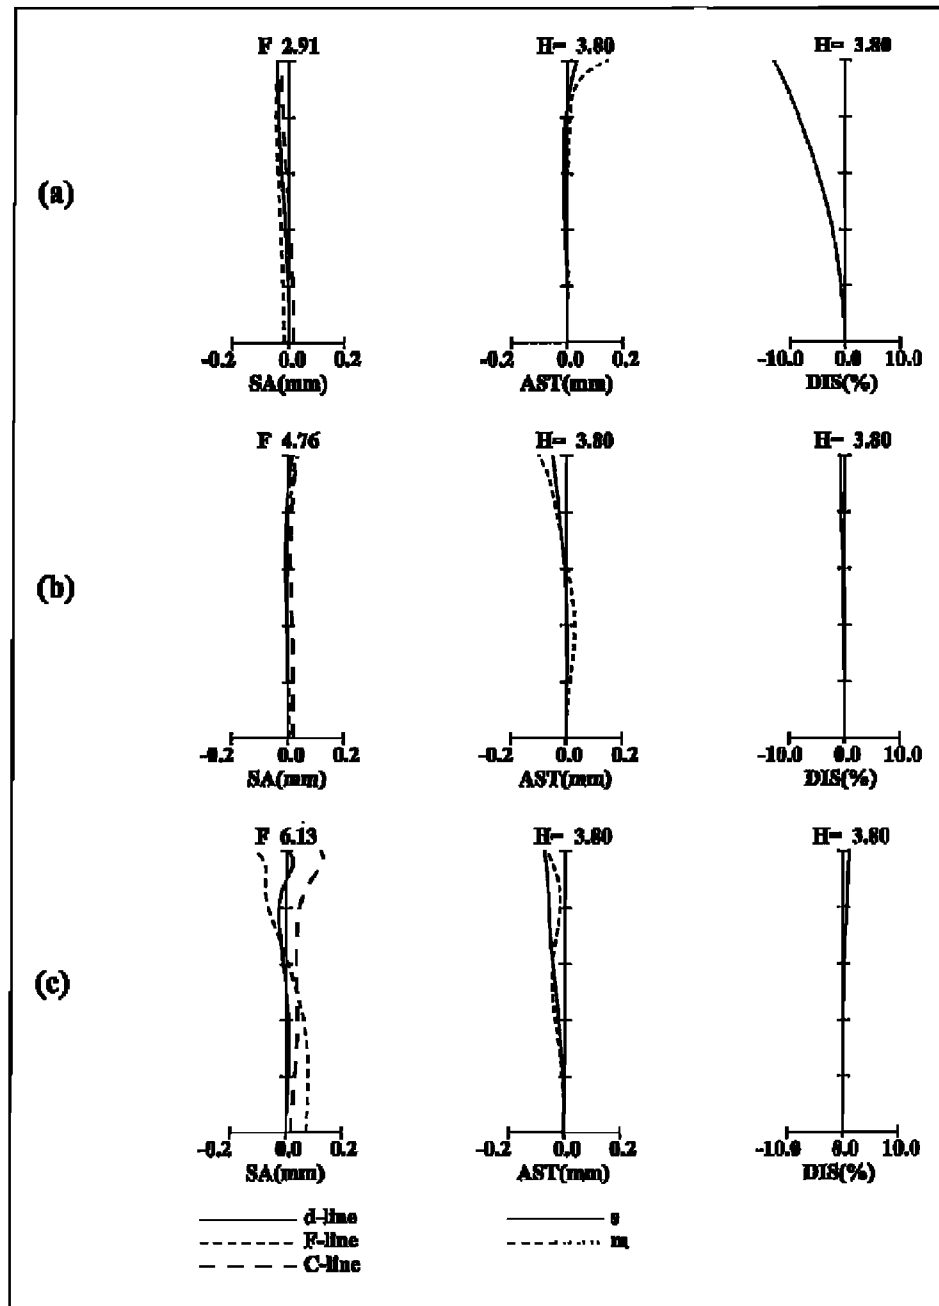 F 2.91 H= 3.80 H= 3.80
(a)
-0.2 0.0 0.2 -0.2 0.0 0.2 -10.0 0.0 10.0
SA(mm) AST(mm) DIS(%)
F 4.76 H= 3.80 H= 3.80
(b)
-0.2 0.0 0.2 -0.2 0.0 0.2 -10.0 0.0 10.0
SA(mm) AST(mm) DIS(%)
F 6.13 H= 3.80 H= 3.80
(c)
-0.2 0.0 0.2 -0.2 0.0 0.2 -10.0 0.0 10.0
SA(mm) AST(mm) DIS(%)
d-line s
F-line m
C-line